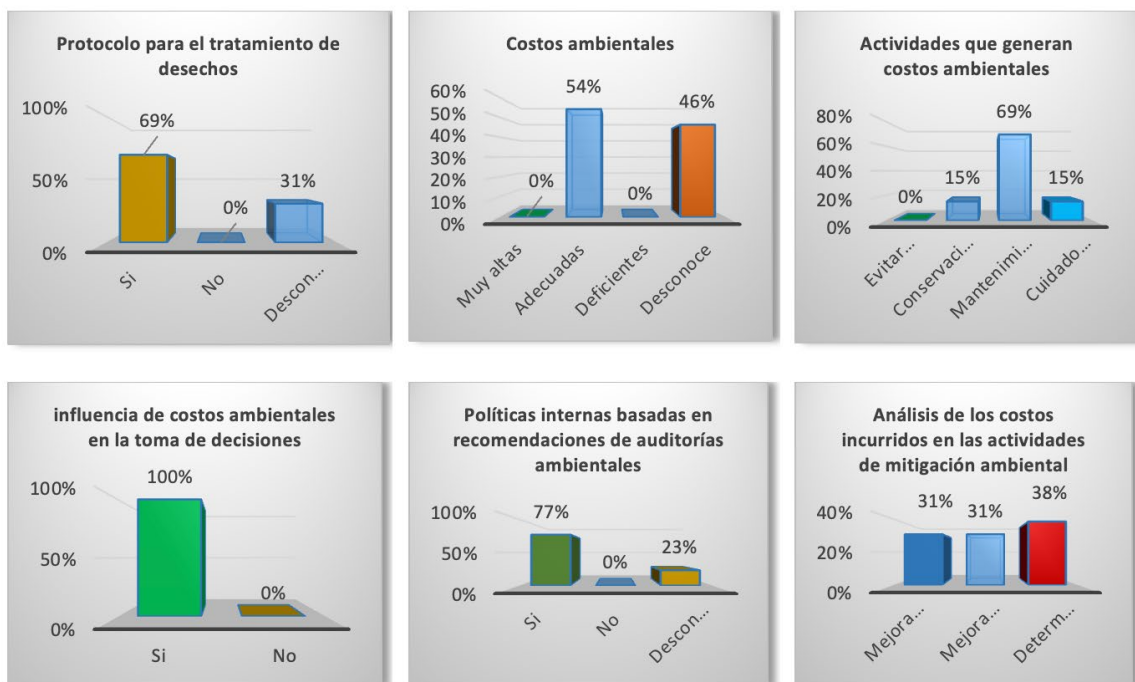 Protocolo para el tratamiento de
desechos
100%
50%
0%
69%
0%
31%
Si
No
Descon...
Costos ambientales
60%
50%
40%
30%
20%
10%
0%
0%
54%
0%
46%
Muy altas
Adecuadas
Deficientes
Desconoce
Actividades que generan
costos ambientales
80%
60%
40%
20%
0%
0%
15%
69%
15%
Evitar...
Conservaci...
Mantenimi...
Cuidado...
influencia de costos ambientales
en la toma de decisiones
100%
50%
0%
100%
0%
Si
No
Políticas internas basadas en
recomendaciones de auditorías
ambientales
100%
50%
0%
77%
0%
23%
Si
No
Descon...
Análisis de los costos
incurridos en las actividades
de mitigación ambiental
40%
20%
0%
31%
31%
38%
Mejora...
Mejora...
Determ...